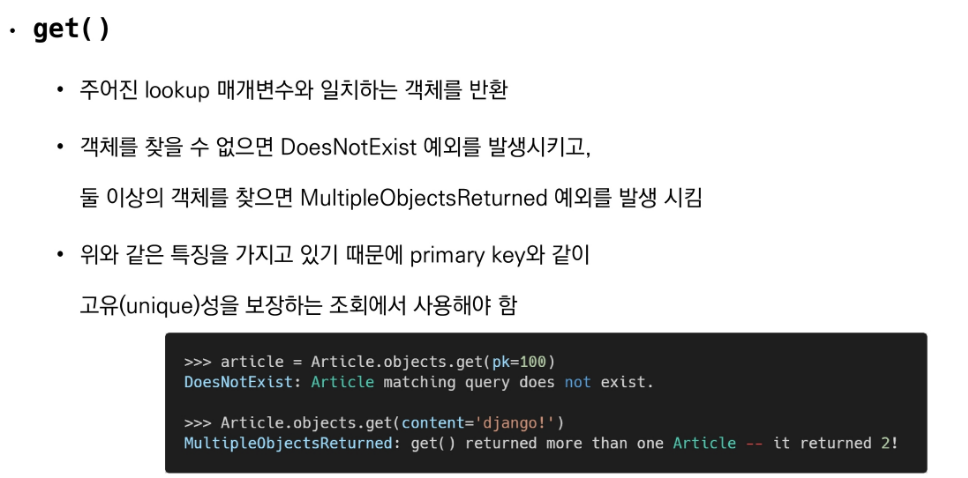 • get()
• 주어진 lookup 매개변수와 일치하는 객체를 반환
• 객체를 찾을 수 없으면 DoesNotExist 예외를 발생시키고,
둘 이상의 객체를 찾으면 MultipleObjectsReturned 예외를 발생 시킴
• 위와 같은 특징을 가지고 있기 때문에 primary key와 같이
고유(unique)성을 보장하는 조회에서 사용해야 함
>>> article = Article.objects.get(pk=100)
DoesNotExist: Article matching query does not exist.
>>> Article.objects.get(content='django!')
MultipleObjectsReturned: get() returned more than one Article -- it returned 2!